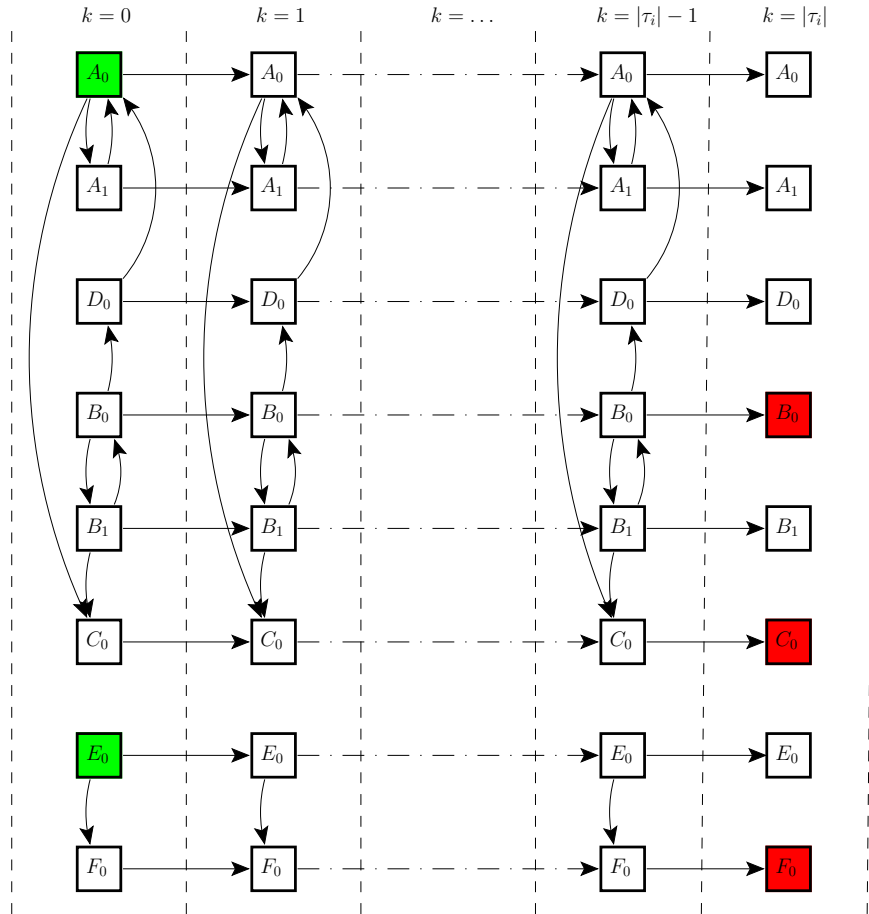 k = 0 k = 1 k = ... k = |τ_i| − 1 k = |τ_i|
A_0 A_0 A_0 A_0
A_1 A_1 A_1 A_1
D_0 D_0 D_0 D_0
B_0 B_0 B_0 B_0
B_1 B_1 B_1 B_1
C_0 C_0 C_0 C_0
E_0 E_0 E_0 E_0
F_0 F_0 F_0 F_0